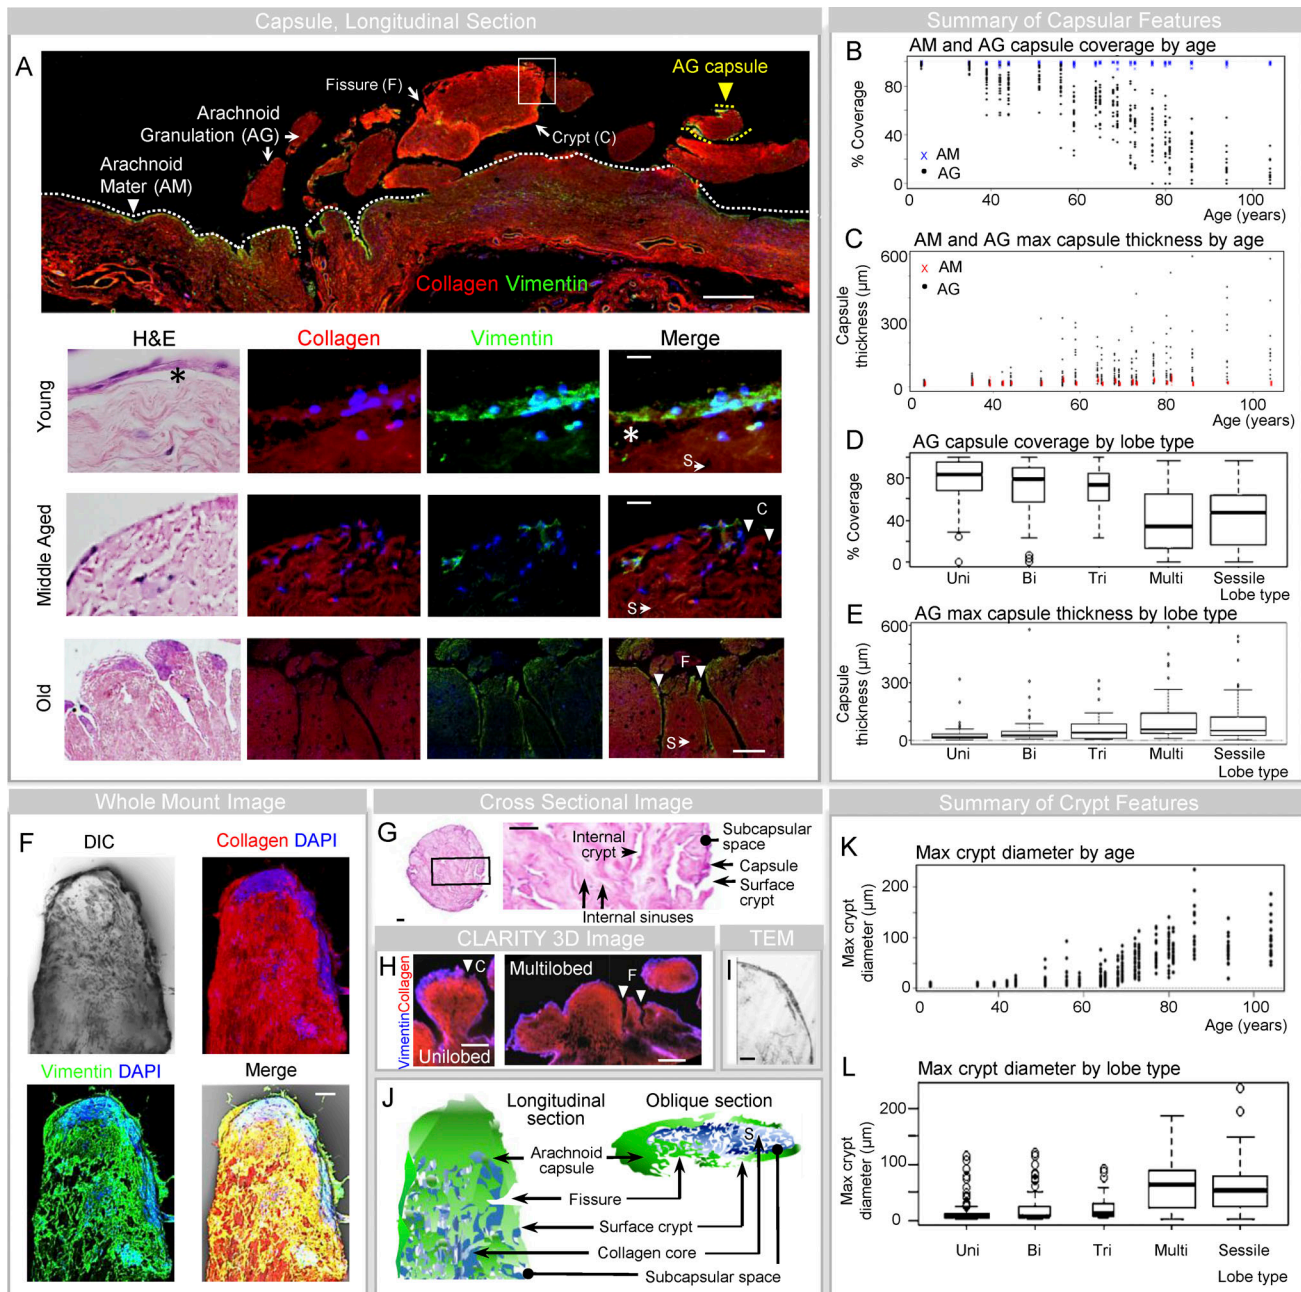 Capsule, Longitudinal Section
A
Fissure (F)
AG capsule
Arachnoid
Granulation (AG)
Crypt (C)
Arachnoid
Mater (AM)
Collagen Vimentin
H&E
Collagen
Vimentin
Merge
Young
*
*
S
Middle Aged
C
S
Old
F
S
Summary of Capsular Features
B
AM and AG capsule coverage by age
% Coverage
80
40
0
x AM
• AG
0 20 40 60 80 100
Age (years)
C
AM and AG max capsule thickness by age
Capsule
thickness (µm)
600
300
0
x AM
• AG
0 20 40 60 80 100
Age (years)
D
AG capsule coverage by lobe type
% Coverage
80
40
0
Uni Bi Tri Multi Sessile
Lobe type
E
AG max capsule thickness by lobe type
Capsule
thickness (µm)
600
300
0
Uni Bi Tri Multi Sessile
Lobe type
Whole Mount Image
F
DIC
Collagen DAPI
Vimentin DAPI
Merge
Cross Sectional Image
G
Internal
crypt
Subcapsular
space
Capsule
Surface
crypt
Internal sinuses
CLARITY 3D Image
H
Vimentin Collagen
C
Unilobed
Multilobed
F
TEM
I
J
Longitudinal
section
Oblique section
S
Arachnoid
capsule
Fissure
Surface crypt
Collagen core
Subcapsular space
Summary of Crypt Features
K
Max crypt diameter by age
Max crypt
diameter (µm)
200
100
0
0 20 40 60 80 100
Age (years)
L
Max crypt diameter by lobe type
Max crypt
diameter (µm)
200
100
50
0
Uni Bi Tri Multi Sessile
Lobe type